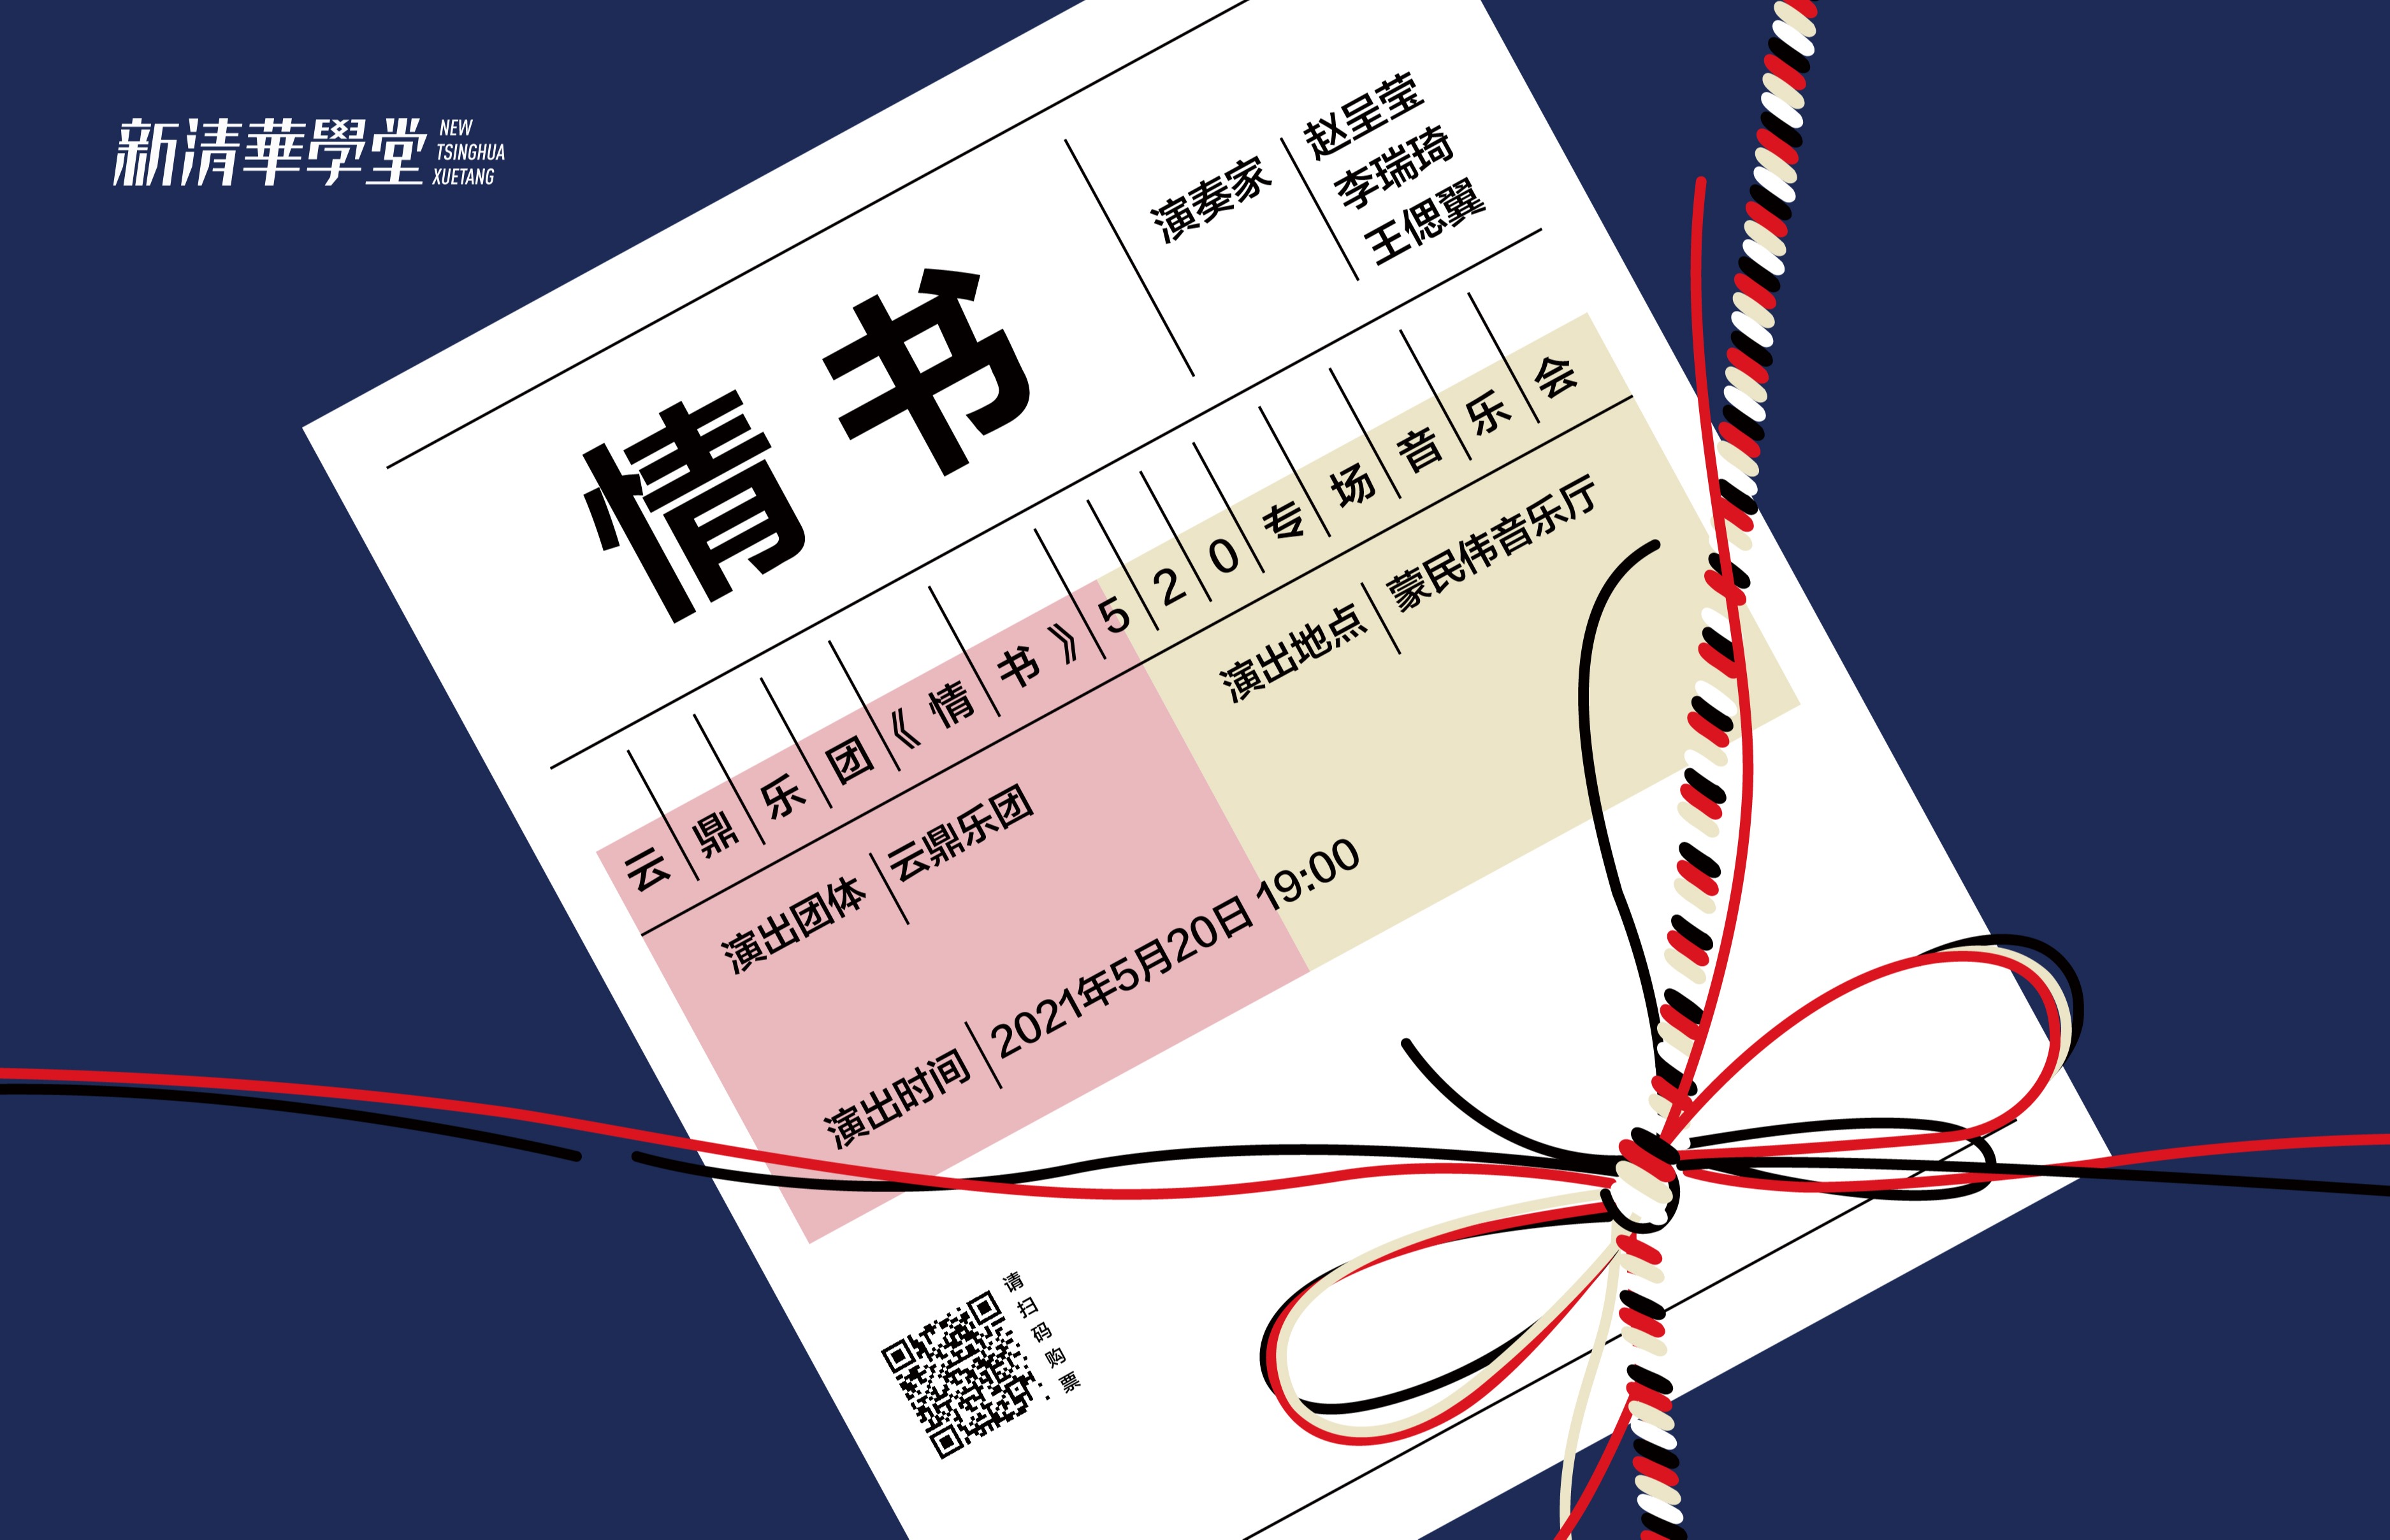 新清華學堂
NEW
TSINGHUA
XUETANG
演奏家
赵呈莹
李瑞琦
王偲翼
情书
云鼎乐团《情书》520专场音乐会
演出团体 云鼎乐团
演出地点 蒙民伟音乐厅
演出时间 2021年5月20日 19:00
请扫码购票